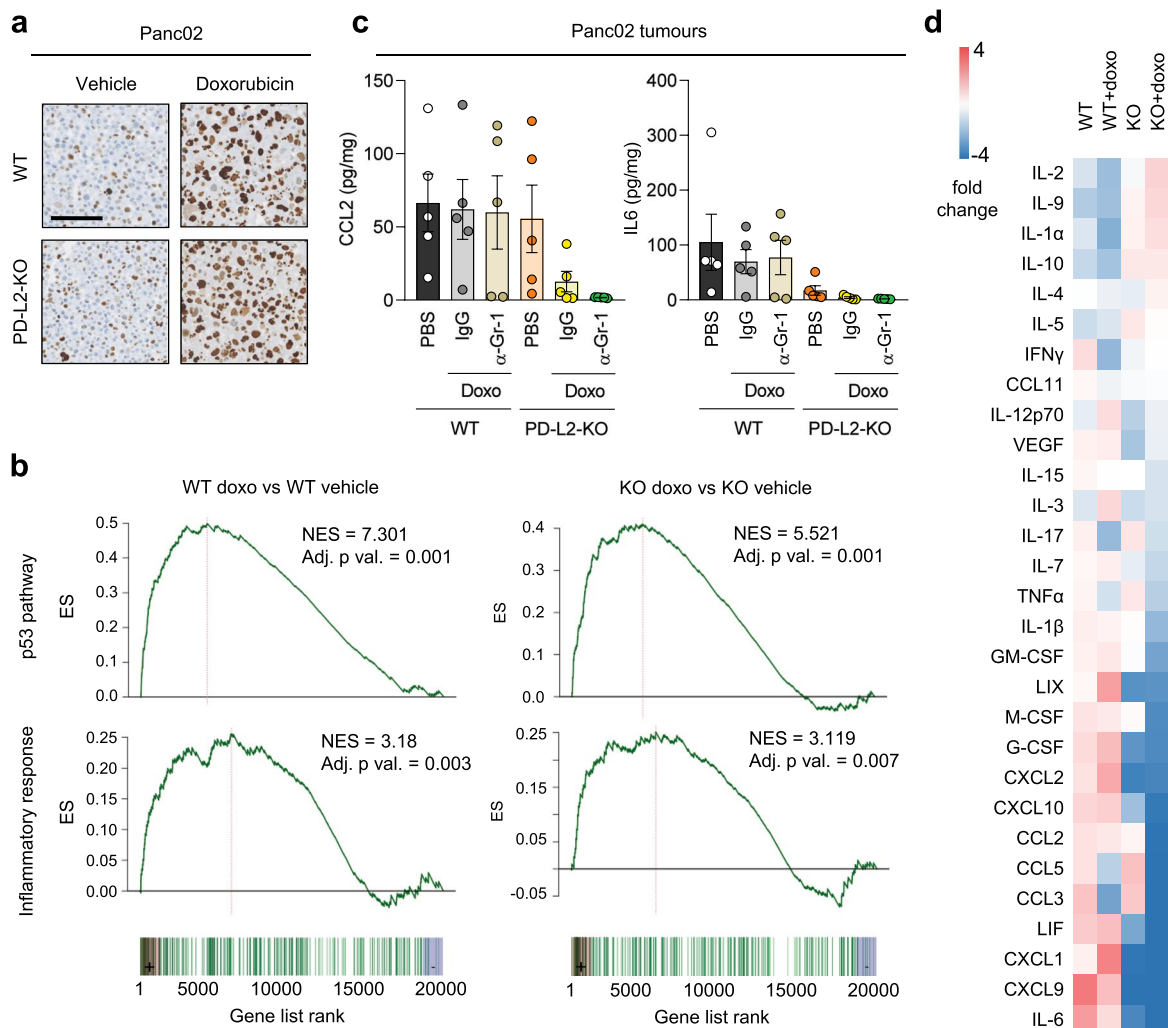 a
Panc02
Vehicle
Doxorubicin
WT
PD-L2-KO
c
Panc02 tumours
150
100
50
0
CCL2 (pg/mg)
PBS
IgG
α-Gr-1
PBS
IgG
α-Gr-1
Doxo
Doxo
WT
PD-L2-KO
400
300
200
100
0
IL6 (pg/mg)
PBS
IgG
α-Gr-1
PBS
IgG
α-Gr-1
Doxo
Doxo
WT
PD-L2-KO
d
4
-4
fold
change
WT
WT+doxo
KO
KO+doxo
IL-2
IL-9
IL-1α
IL-10
IL-4
IL-5
IFNγ
CCL11
IL-12p70
VEGF
IL-15
IL-3
IL-17
IL-7
TNFα
IL-1β
GM-CSF
LIX
M-CSF
G-CSF
CXCL2
CXCL10
CCL2
CCL5
CCL3
LIF
CXCL1
CXCL9
IL-6
b
WT doxo vs WT vehicle
KO doxo vs KO vehicle
p53 pathway
ES
0.5
0.4
0.3
0.2
0.1
0.0
NES = 7.301
Adj. p val. = 0.001
ES
0.4
0.3
0.2
0.1
0.0
NES = 5.521
Adj. p val. = 0.001
Inflammatory response
ES
0.25
0.20
0.15
0.10
0.05
0.00
NES = 3.18
Adj. p val. = 0.003
ES
0.25
0.15
0.05
-0.05
NES = 3.119
Adj. p val. = 0.007
+
-
1 5000 10000 15000 20000
Gene list rank
+
-
1 5000 10000 15000 20000
Gene list rank